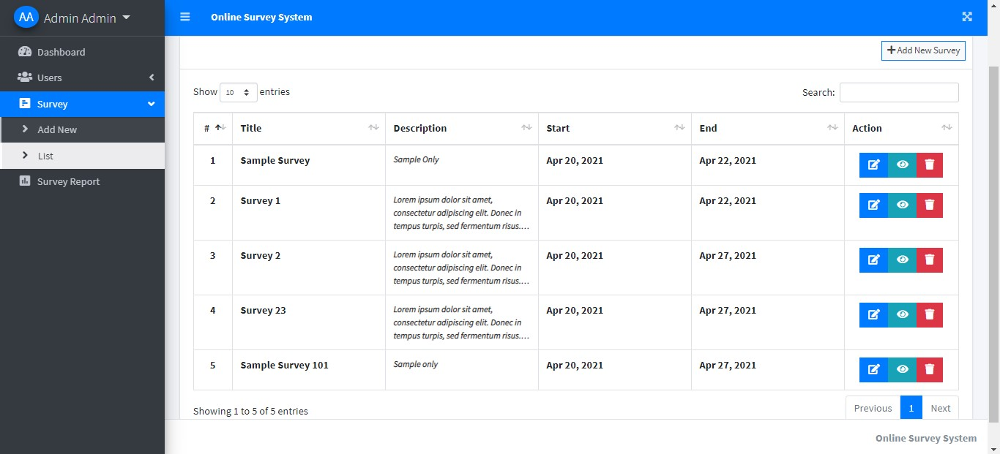 AA Admin Admin
Online Survey System
Dashboard
Users
Survey
Add New
List
Survey Report
Add New Survey
Show 10 entries
Search:
# Title Description Start End Action
1 Sample Survey Sample Only Apr 20, 2021 Apr 22, 2021
2 Survey 1 Lorem ipsum dolor sit amet, Apr 20, 2021 Apr 22, 2021
consectetur adipiscing elit. Donec in
tempus turpis, sed fermentum risus....
3 Survey 2 Lorem ipsum dolor sit amet, Apr 20, 2021 Apr 27, 2021
consectetur adipiscing elit. Donec in
tempus turpis, sed fermentum risus....
4 Survey 23 Lorem ipsum dolor sit amet, Apr 20, 2021 Apr 27, 2021
consectetur adipiscing elit. Donec in
tempus turpis, sed fermentum risus....
5 Sample Survey 101 Sample only Apr 20, 2021 Apr 27, 2021
Showing 1 to 5 of 5 entries
Previous 1 Next
Online Survey System